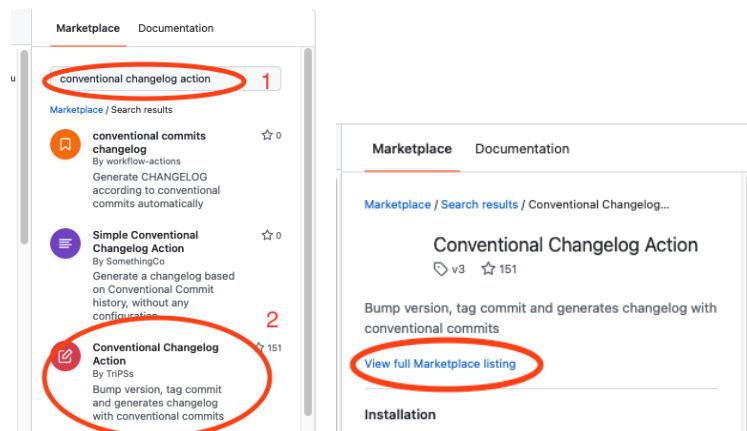 Marketplace Documentation
u
conventional changelog action 1
Marketplace / Search results
conventional commits
changelog
0
By workflow-actions
Generate CHANGELOG
according to conventional
commits automatically
Simple Conventional
Changelog Action
0
By SomethingCo
Generate a changelog based
on Conventional Commit
history, without any
configuration
2
Conventional Changelog
Action
151
By TriPSs
Bump version, tag commit
and generates changelog
with conventional commits
Marketplace Documentation
Marketplace / Search results / Conventional Changelog...
Conventional Changelog Action
v3 151
Bump version, tag commit and generates changelog with
conventional commits
View full Marketplace listing
Installation